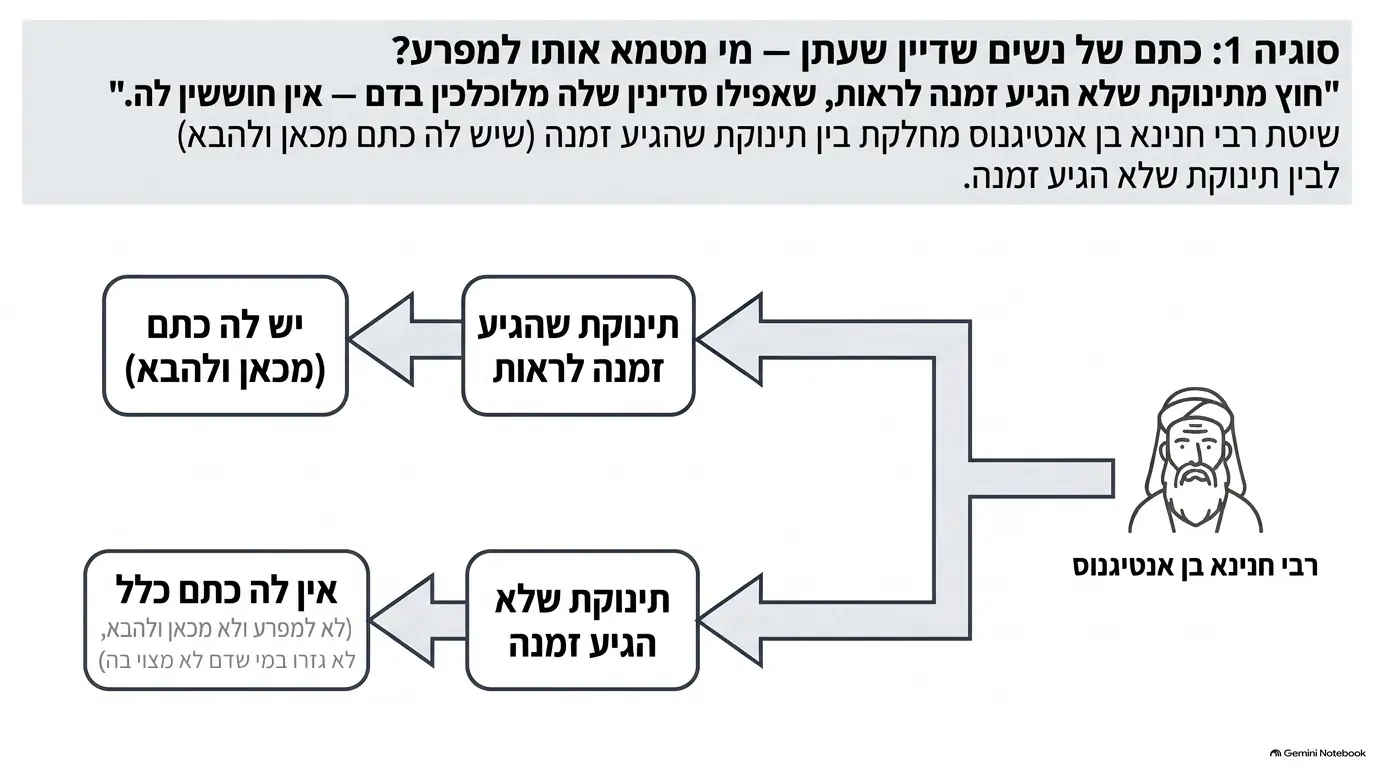 סוגיה 1: כתם של נשים שדיין שעתן — מי מטמא אותו למפרע?
"חוץ מתינוקת שלא הגיע זמנה לראות, שאפילו סדינין שלה מלוכלכין בדם — אין חוששין לה."
שיטת רבי חנינא בן אנטיגנוס מחלקת בין תינוקת שהגיע זמנה (שיש לה כתם מכאן ולהבא)
לבין תינוקת שלא הגיע זמנה.
תינוקת שהגיע
זמנה לראות
יש לה כתם
(מכאן ולהבא)
רבי חנינא בן אנטיגנוס
תינוקת שלא
הגיע זמנה
אין לה כתם כלל
(לא למפרע ולא מכאן ולהבא,
לא גזרו במי שדם לא מצוי בה)
Gemini Notebook